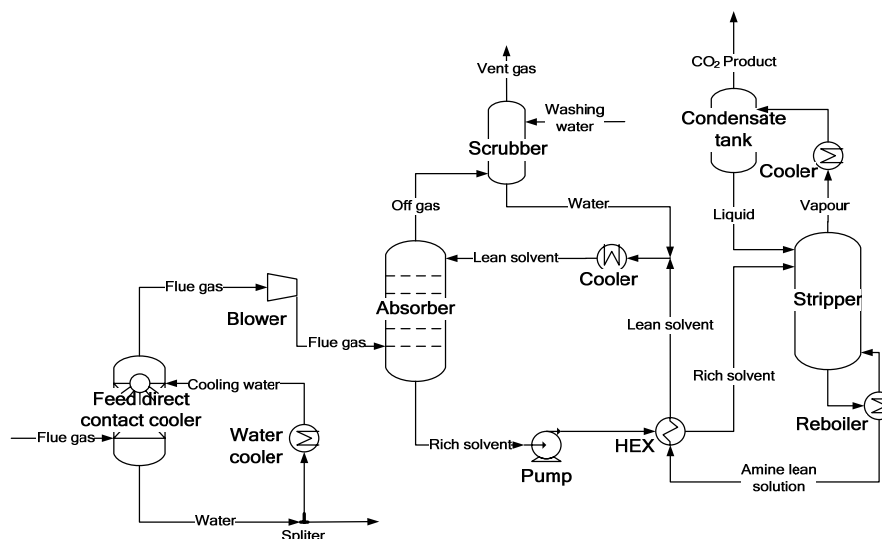 CO2 Product
Vent gas
Washing
water
Condensate
tank
Scrubber
Cooler
Off gas
Water
Liquid
Vapour
Lean solvent
Cooler
Flue gas
Absorber
Stripper
Blower
Lean solvent
Flue gas
Rich solvent
Cooling water
Feed direct
contact cooler
Reboiler
Flue gas
Water
cooler
Rich solvent
HEX
Pump
Amine lean
solution
Water
Spliter